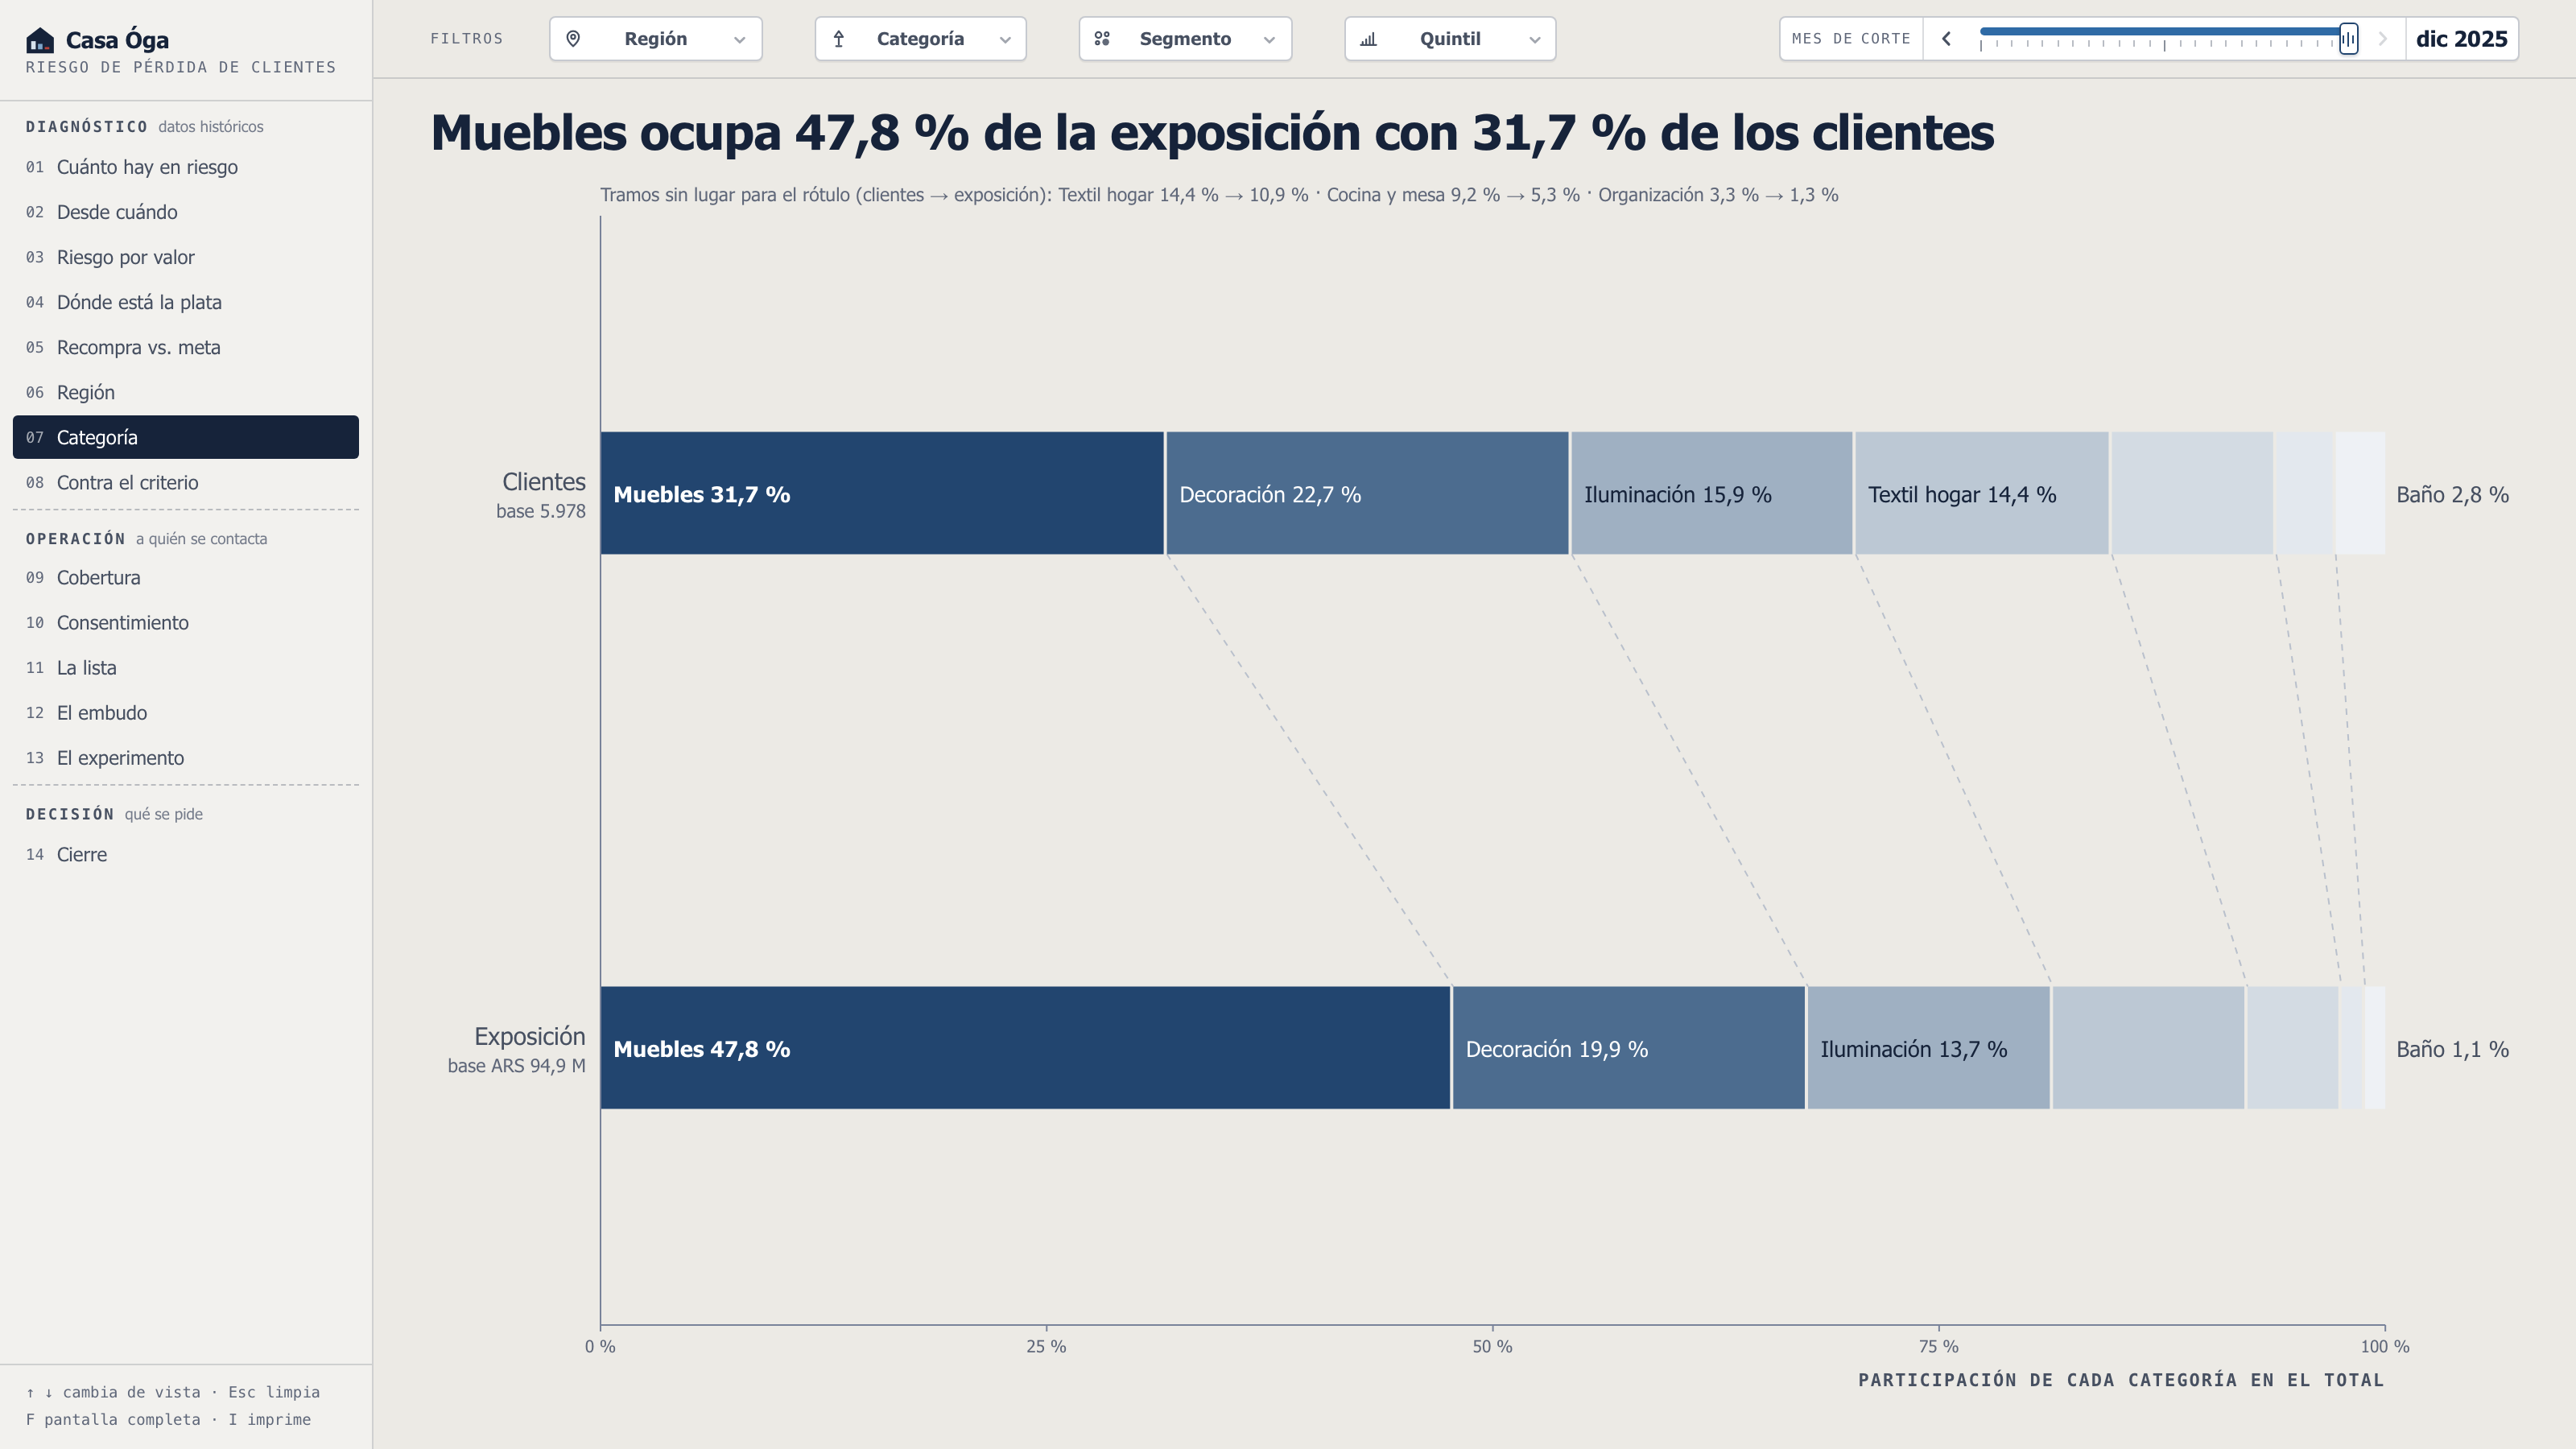 Casa Óga
RIESGO DE PÉRDIDA DE CLIENTES
DIAGNÓSTICO datos históricos
01 Cuánto hay en riesgo
02 Desde cuándo
03 Riesgo por valor
04 Dónde está la plata
05 Recompra vs. meta
06 Región
07 Categoría
08 Contra el criterio
OPERACIÓN a quién se contacta
09 Cobertura
10 Consentimiento
11 La lista
12 El embudo
13 El experimento
DECISIÓN qué se pide
14 Cierre
↑ ↓ cambia de vista · Esc limpia
F pantalla completa · I imprime
FILTROS
Región
Categoría
Segmento
Quintil
MES DE CORTE
dic 2025
Muebles ocupa 47,8 % de la exposición con 31,7 % de los clientes
Tramos sin lugar para el rótulo (clientes → exposición): Textil hogar 14,4 % → 10,9 % · Cocina y mesa 9,2 % → 5,3 % · Organización 3,3 % → 1,3 %
Clientes
base 5.978
Muebles 31,7 %
Decoración 22,7 %
Iluminación 15,9 %
Textil hogar 14,4 %
Baño 2,8 %
Exposición
base ARS 94,9 M
Muebles 47,8 %
Decoración 19,9 %
Iluminación 13,7 %
Baño 1,1 %
0 %
25 %
50 %
75 %
100 %
PARTICIPACIÓN DE CADA CATEGORÍA EN EL TOTAL